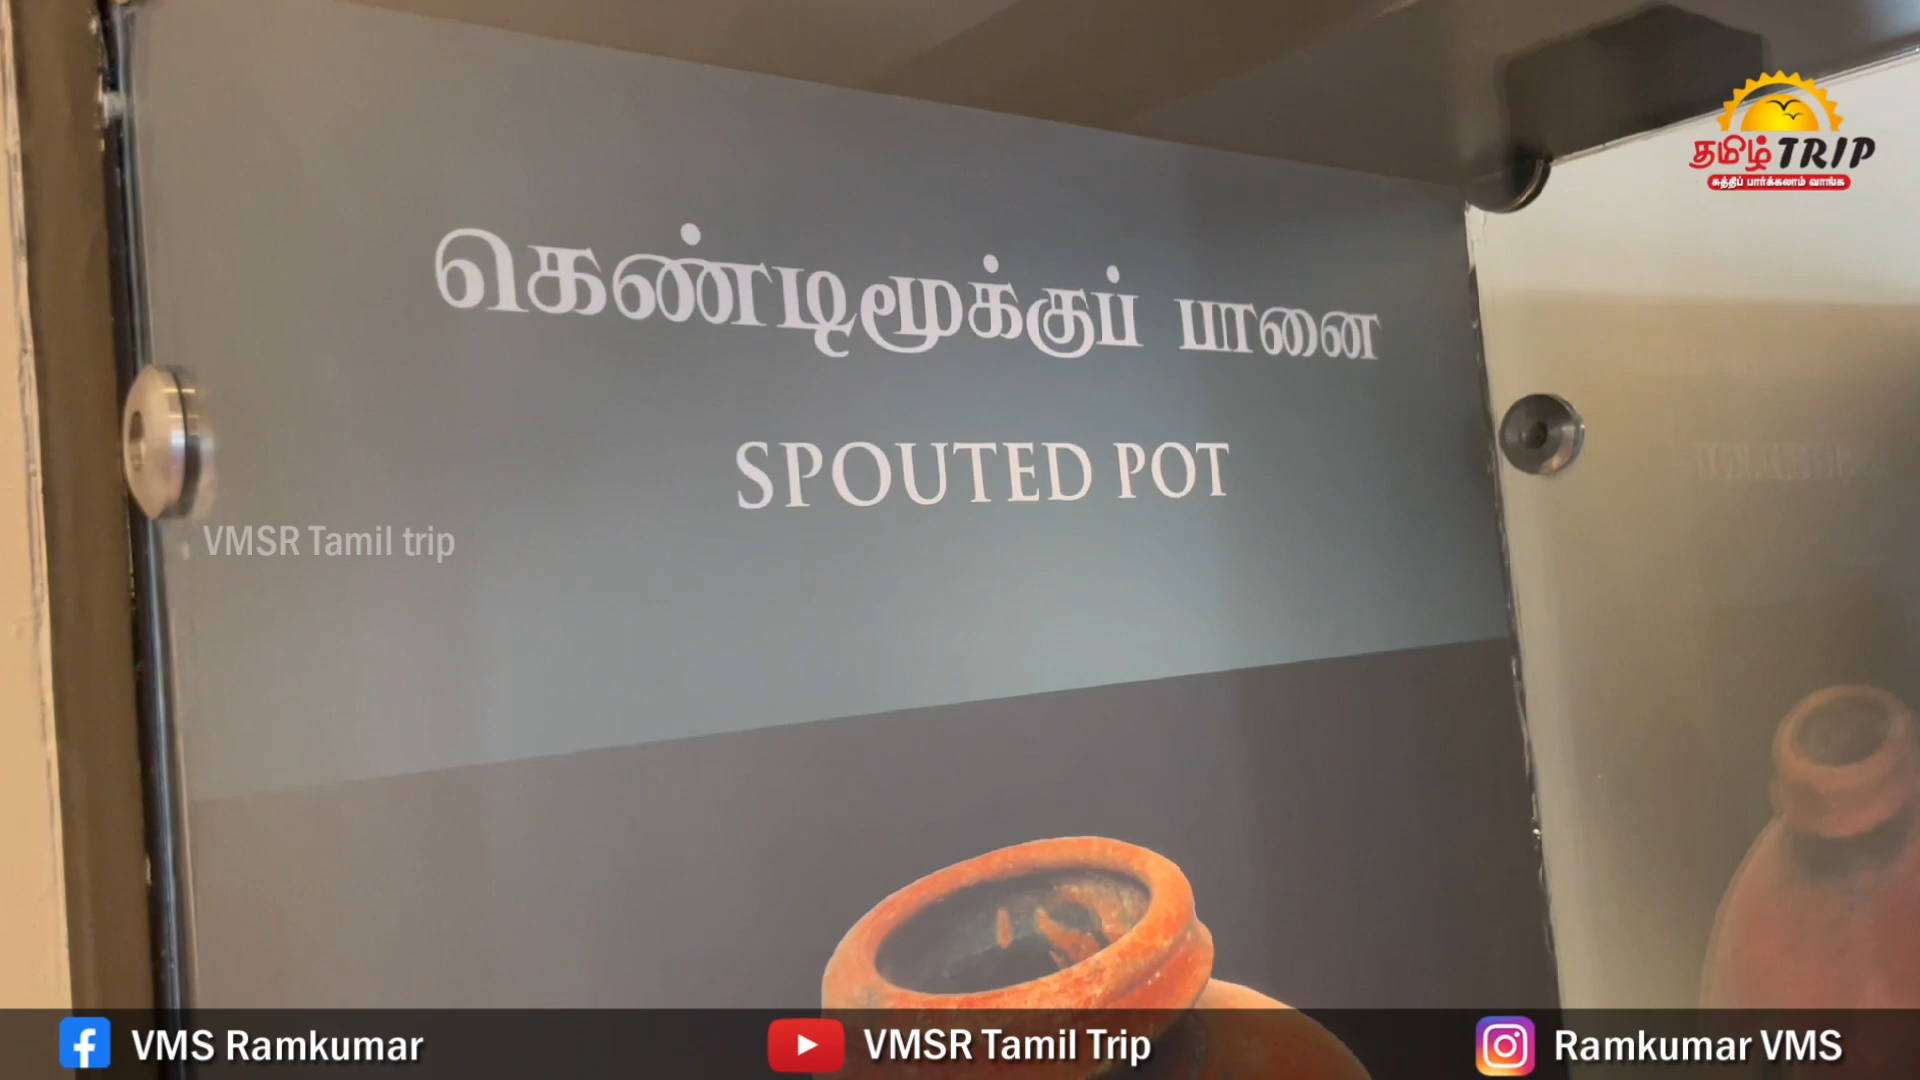 தமிழ் TRIP
சுத்திப் பார்க்கலாம் வாங்க
கெண்டிமூக்குப் பானை
SPOUTED POT
VMSR Tamil trip
VMS Ramkumar
VMSR Tamil Trip
Ramkumar VMS